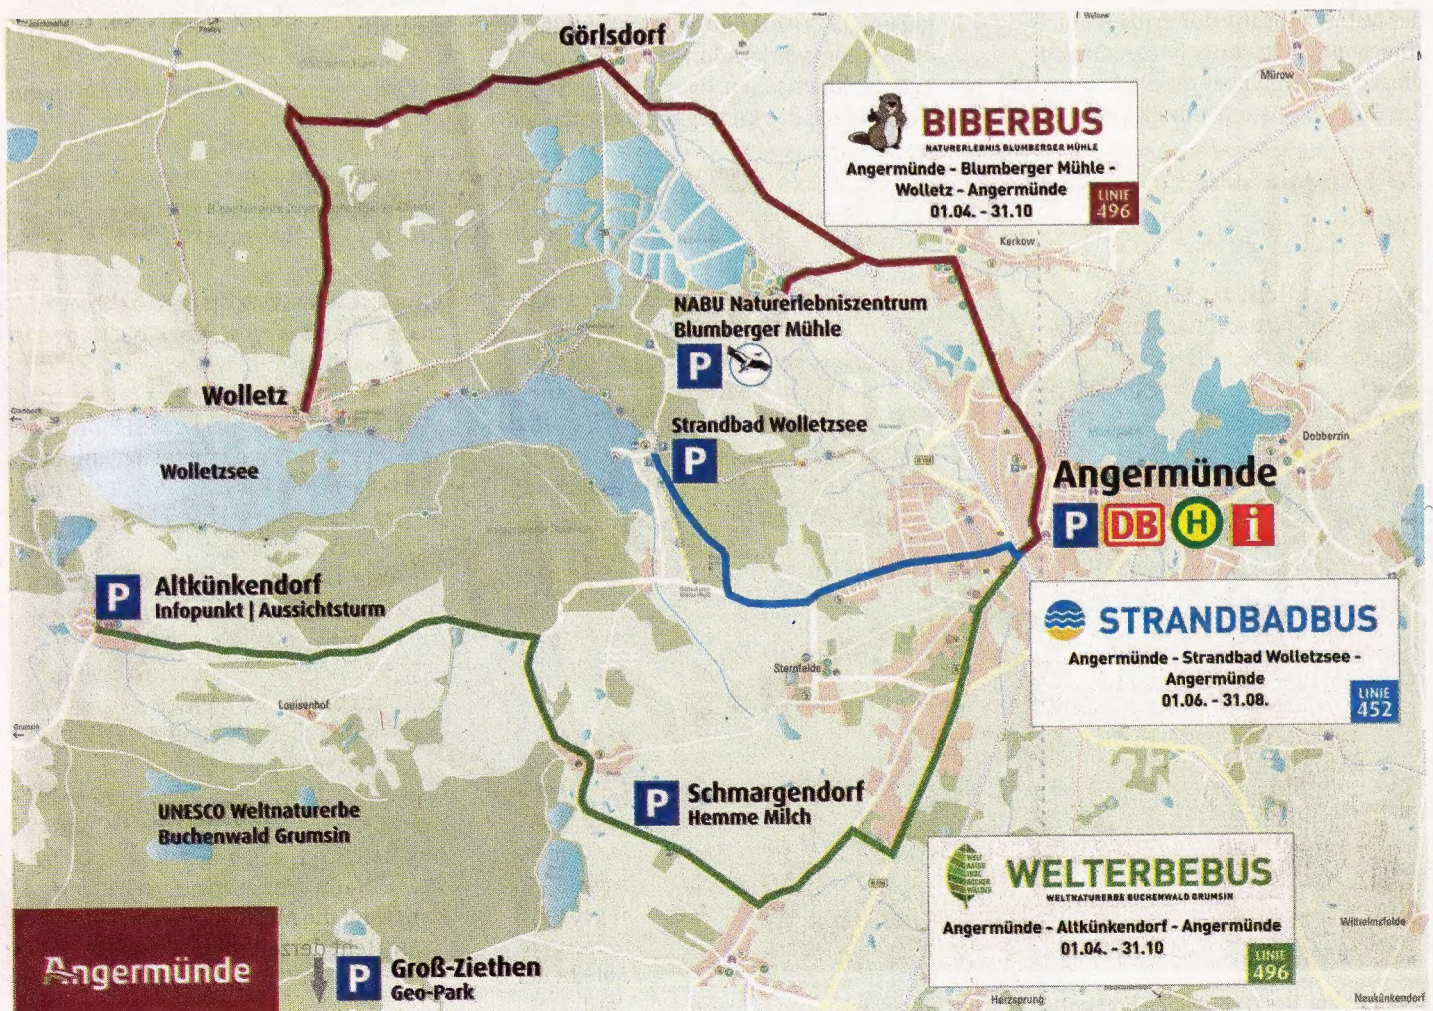 Görlsdorf
Mürow
BIBERBUS
NATURERLEBNIS BLUMBERGER MÜHLE
Angermünde - Blumberger Mühle -
Wolletz - Angermünde
01.04. - 31.10
LINIE
496
Kerkow
NABU Naturerlebniszentrum
Blumberger Mühle
P
Wolletz
Strandbad Wolletzsee
P
Wolletzsee
Dobberzin
Angermünde
P DB H i
Altkünkendorf
P
Infopunkt | Aussichtsturm
STRANDBADBUS
Angermünde - Strandbad Wolletzsee -
Angermünde
01.06. - 31.08.
LINIE
452
Sternfelde
Louisenhof
Grumsin
UNESCO Weltnaturerbe
Buchenwald Grumsin
P
Schmargendorf
Hemme Milch
WELTERBEBUS
WELTNATURERBE BUCHENWALD GRUMSIN
Angermünde - Altkünkendorf - Angermünde
01.04. - 31.10
LINIE
496
Wilhelmsfelde
Angermünde
P
Groß-Ziethen
Geo-Park
Herzsprung
Neukünkendorf